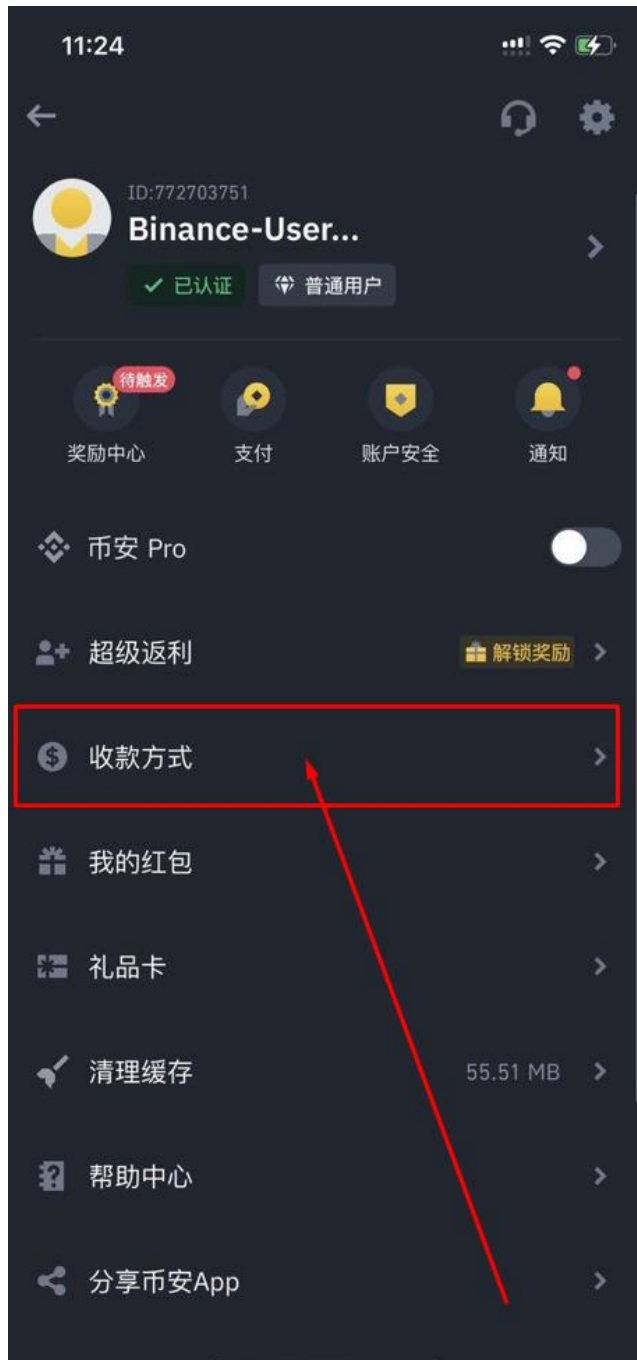 11:24
ID:772703751
Binance-User...
已认证
普通用户
待触发
奖励中心
支付
账户安全
通知
币安 Pro
超级返利
解锁奖励
收款方式
我的红包
礼品卡
清理缓存
55.51 MB
帮助中心
分享币安App